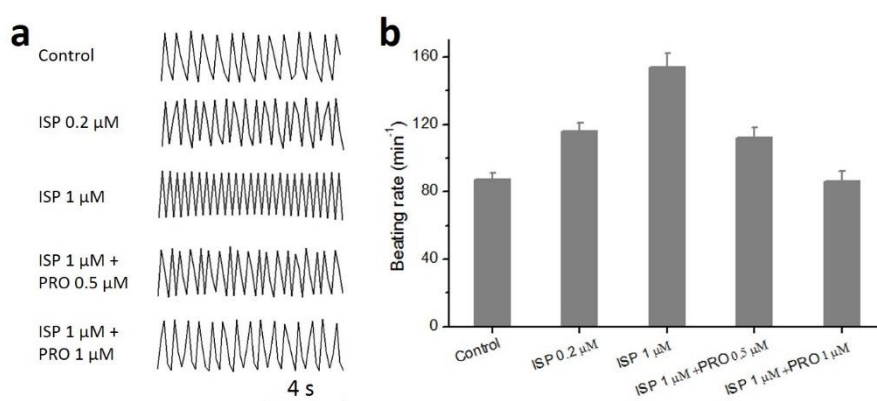 a
Control
ISP 0.2 µM
ISP 1 µM
ISP 1 µM +
PRO 0.5 µM
ISP 1 µM +
PRO 1 µM
4 s
b
Beating rate (min⁻¹)
160
120
80
40
0
Control
ISP 0.2 µM
ISP 1 µM
ISP 1 µM +PRO 0.5 µM
ISP 1 µM +PRO 1 µM